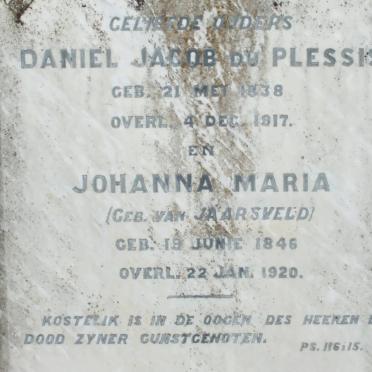 GELIEFDE OUDERS
DANIEL JACOB DU PLESSIS
GEB. 21 MEI 1838
OVERL. 4 DEC. 1917.
EN
JOHANNA MARIA
(GEB. VAN JAARSVELD)
GEB. 19 JUNIE 1846
OVERL. 22 JAN. 1920.
KOSTELIK IS IN DE OOGEN DES HEEREN
DOOD ZYNER GUNSTGENOTEN.
PS. 116:15.